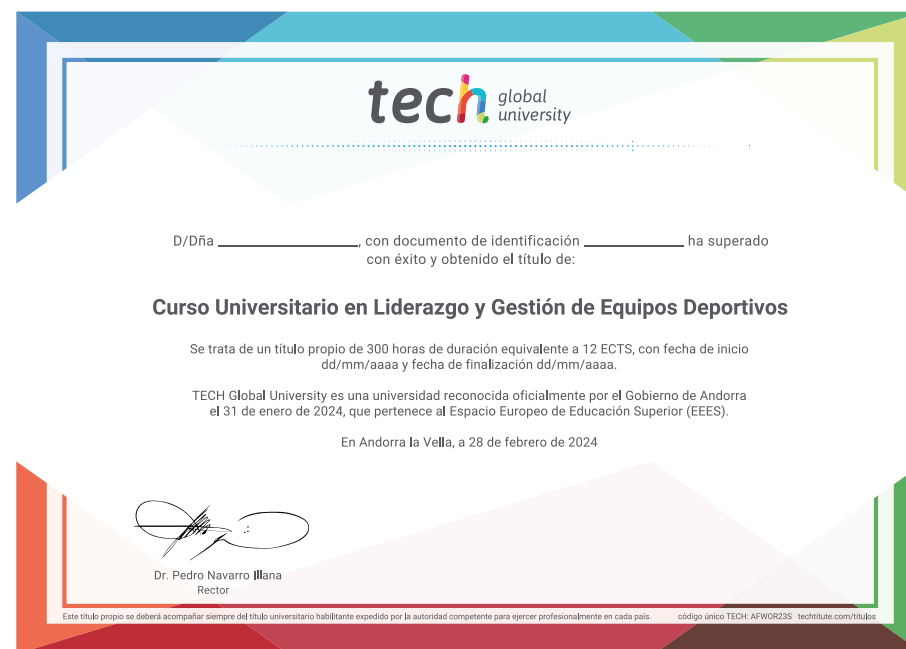 tech global university
D/Dña ____________, con documento de identificación ____________ ha superado
con éxito y obtenido el título de:
Curso Universitario en Liderazgo y Gestión de Equipos Deportivos
Se trata de un título propio de 300 horas de duración equivalente a 12 ECTS, con fecha de inicio
dd/mm/aaaa y fecha de finalización dd/mm/aaaa.
TECH Global University es una universidad reconocida oficialmente por el Gobierno de Andorra
el 31 de enero de 2024, que pertenece al Espacio Europeo de Educación Superior (EEES).
En Andorra la Vella, a 28 de febrero de 2024
Dr. Pedro Navarro Illana
Rector
Este título propio se deberá acompañar siempre del título universitario habilitante expedido por la autoridad competente para ejercer profesionalmente en cada país. código único TECH: AFWOR23S techtitute.com/titulos